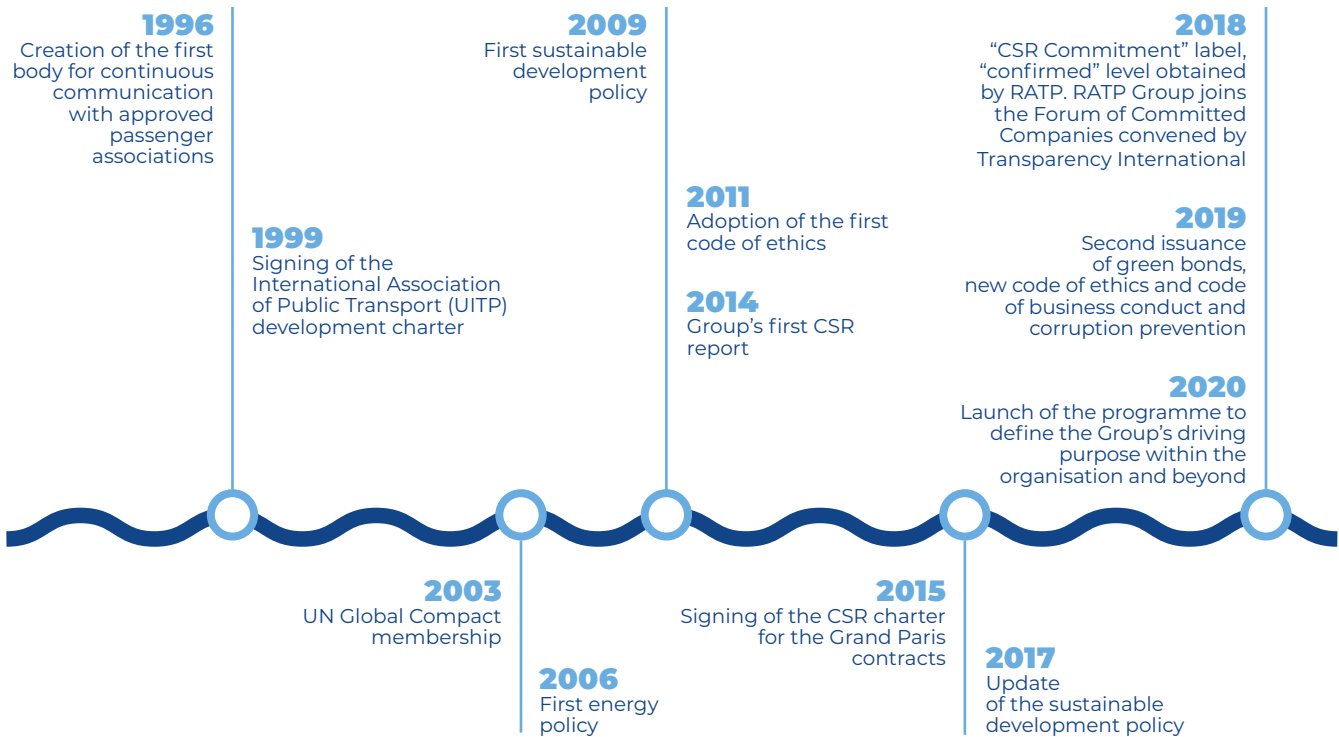 1996
Creation of the first
body for continuous
communication
with approved
passenger
associations
1999
Signing of the
International Association
of Public Transport (UITP)
development charter
2003
UN Global Compact
membership
2006
First energy
policy
2009
First sustainable
development
policy
2011
Adoption of the first
code of ethics
2014
Group’s first CSR
report
2015
Signing of the CSR charter
for the Grand Paris
contracts
2017
Update
of the sustainable
development policy
2018
“CSR Commitment” label,
“confirmed” level obtained
by RATP. RATP Group joins
the Forum of Committed
Companies convened by
Transparency International
2019
Second issuance
of green bonds,
new code of ethics and code
of business conduct and
corruption prevention
2020
Launch of the programme to
define the Group’s driving
purpose within the
organisation and beyond